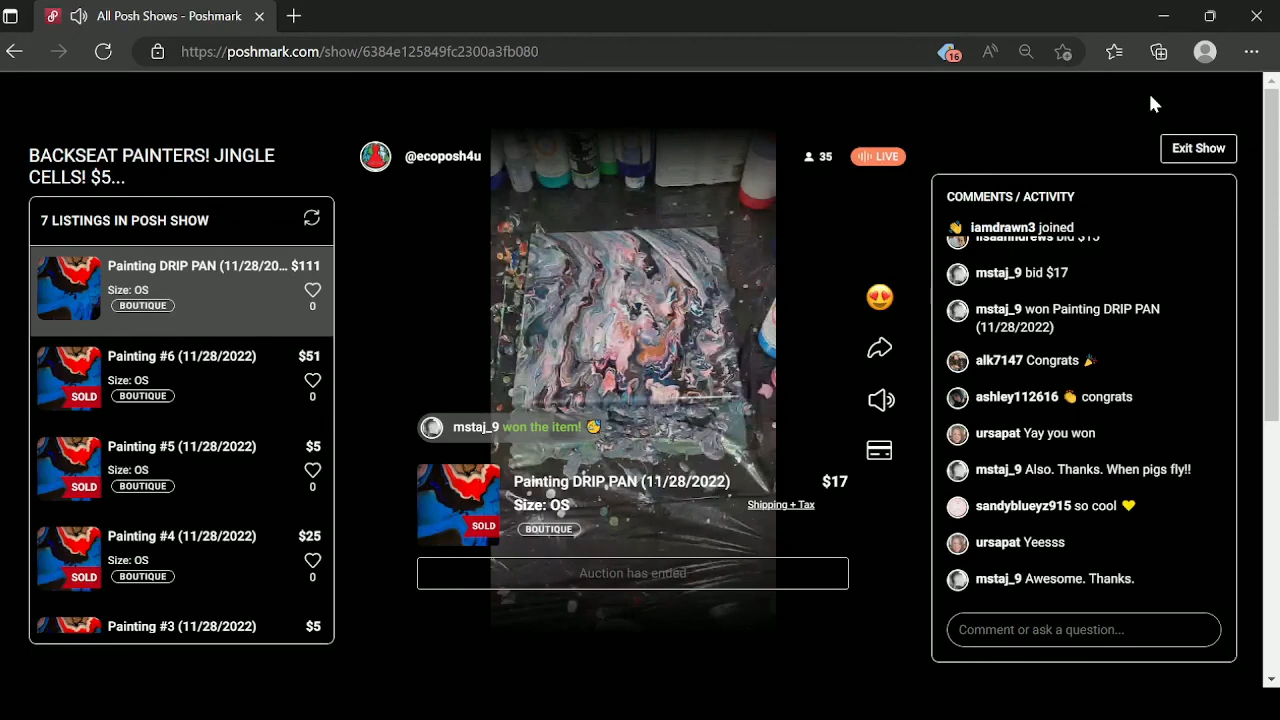 All Posh Shows - Poshmark
https://poshmark.com/show/6384e125849fc2300a3fb080
16
BACKSEAT PAINTERS! JINGLE
CELLS! $5...
7 LISTINGS IN POSH SHOW
Painting DRIP PAN (11/28/20... $111
Size: OS
BOUTIQUE
0
Painting #6 (11/28/2022) $51
Size: OS
BOUTIQUE
SOLD
0
Painting #5 (11/28/2022) $5
Size: OS
BOUTIQUE
SOLD
0
Painting #4 (11/28/2022) $25
Size: OS
BOUTIQUE
SOLD
0
Painting #3 (11/28/2022) $5
@ecoposh4u
35
LIVE
mstaj_9 won the item! 🥳
Painting DRIP PAN (11/28/2022) $17
Size: OS
Shipping + Tax
SOLD
BOUTIQUE
Auction has ended
Exit Show
COMMENTS / ACTIVITY
👏 iamdrawn3 joined
mstaj_9 bid $17
mstaj_9 won Painting DRIP PAN
(11/28/2022)
alk7147 Congrats 🎉
ashley112616 👏 congrats
ursapat Yay you won
mstaj_9 Also. Thanks. When pigs fly!!
sandyblueyz915 so cool 💛
ursapat Yeesss
mstaj_9 Awesome. Thanks.
Comment or ask a question...